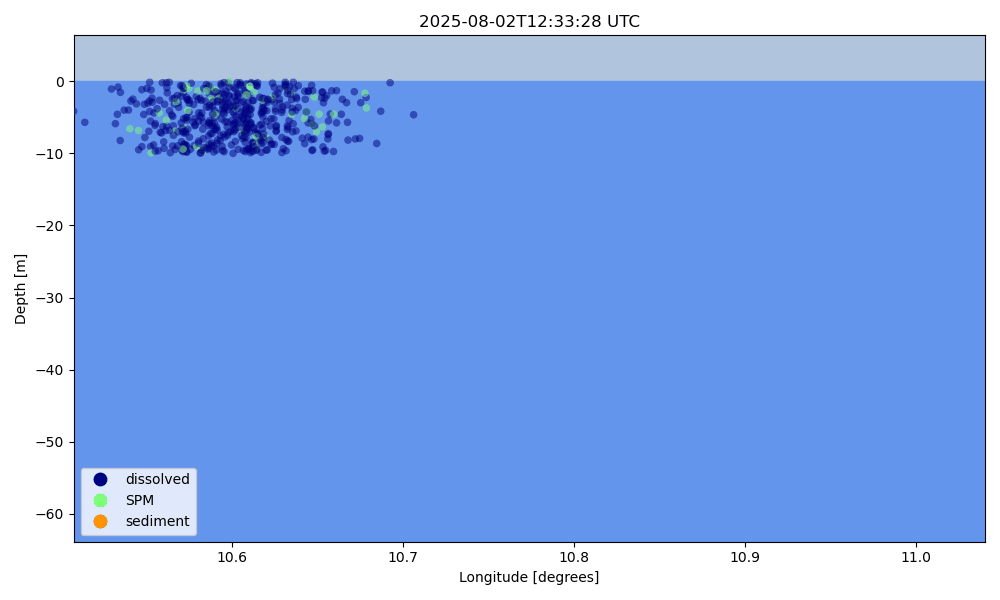 2025-08-02T12:33:28 UTC
0
−10
−20
−30
−40
−50
−60
Depth [m]
dissolved
SPM
sediment
10.6 10.7 10.8 10.9 11.0
Longitude [degrees]